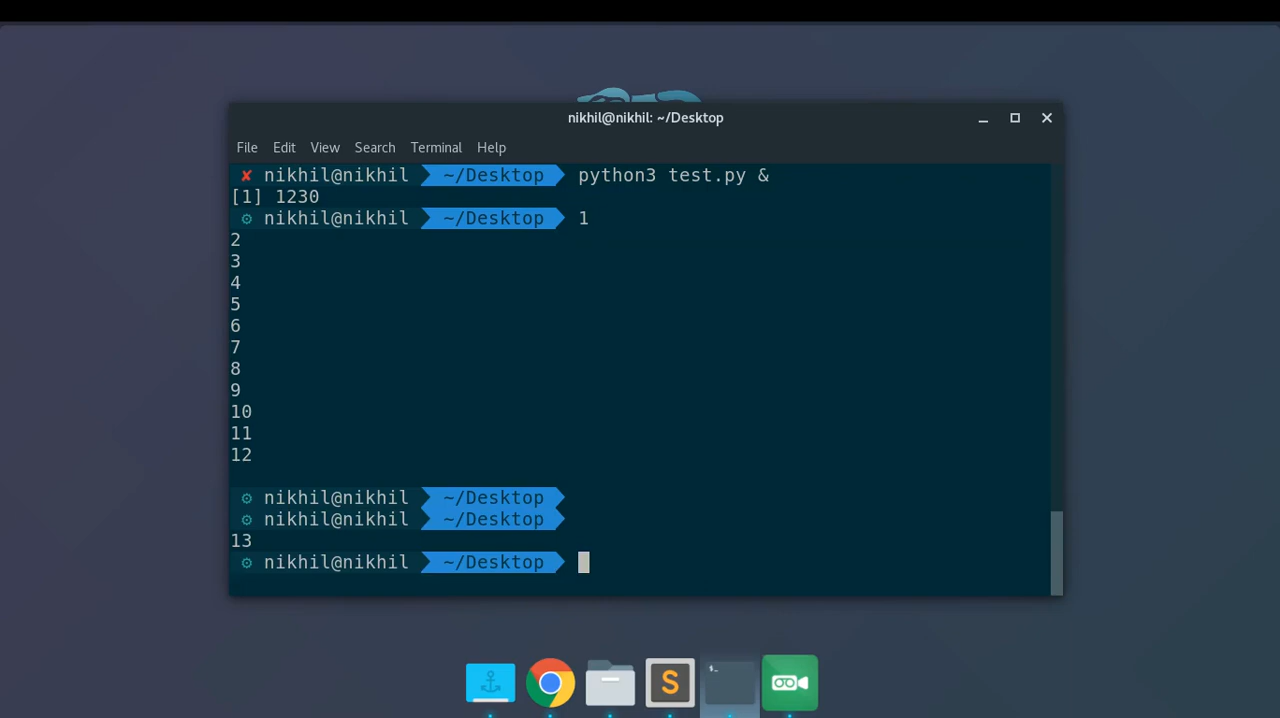 nikhil@nikhil: ~/Desktop
File Edit View Search Terminal Help
✘ nikhil@nikhil ~/Desktop python3 test.py &
[1] 1230
⚙ nikhil@nikhil ~/Desktop 1
2
3
4
5
6
7
8
9
10
11
12
⚙ nikhil@nikhil ~/Desktop
⚙ nikhil@nikhil ~/Desktop
13
⚙ nikhil@nikhil ~/Desktop
$_
S